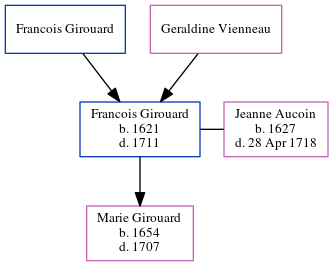 Francois Girouard
Geraldine Vienneau
Francois Girouard
b. 1621
d. 1711
Jeanne Aucoin
b. 1627
d. 28 Apr 1718
Marie Girouard
b. 1654
d. 1707